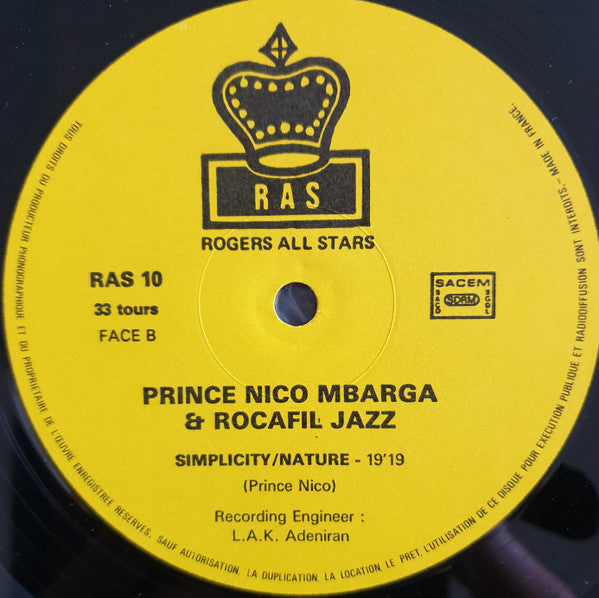 RAS
ROGERS ALL STARS
RAS 10
33 tours
FACE B
SACEM
SACD
SDRM
SCDL
PRINCE NICO MBARGA
& ROCAFIL JAZZ
SIMPLICITY/NATURE - 19'19
(Prince Nico)
Recording Engineer :
L.A.K. Adeniran
TOUS DROITS DU PRODUCTEUR PHONOGRAPHIQUE ET DU PROPRIETAIRE DE L'ŒUVRE ENREGISTREE RESERVES. SAUF AUTORISATION, LA DUPLICATION, LA LOCATION, LE PRET, L'UTILISATION DE CE DISQUE POUR EXECUTION PUBLIQUE ET RADIODIFFUSION SONT INTERDITS. - MADE IN FRANCE.